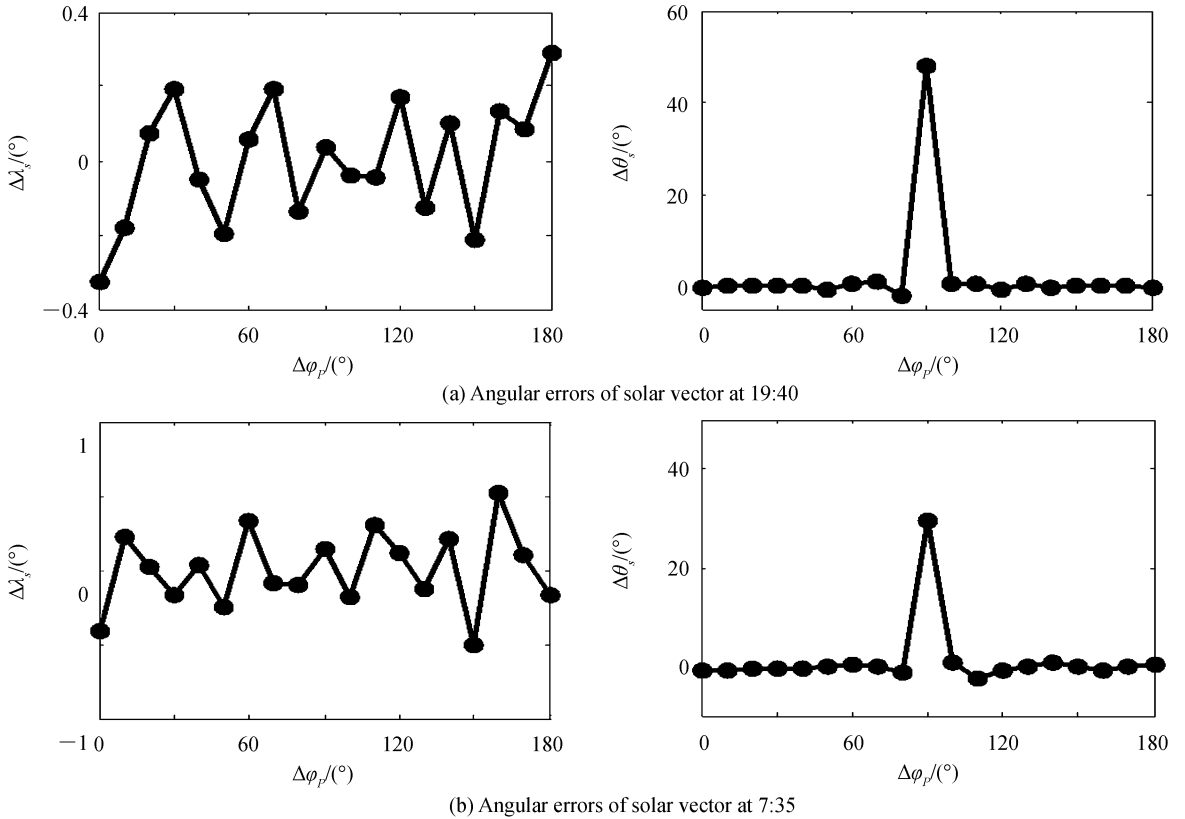 0.4
0
−0.4
Δλs/(°)
0 60 120 180
ΔφP/(°)
60
40
20
0
Δθs/(°)
0 60 120 180
ΔφP/(°)
(a) Angular errors of solar vector at 19:40
1
0
−1
Δλs/(°)
0 60 120 180
ΔφP/(°)
40
20
0
Δθs/(°)
0 60 120 180
ΔφP/(°)
(b) Angular errors of solar vector at 7:35